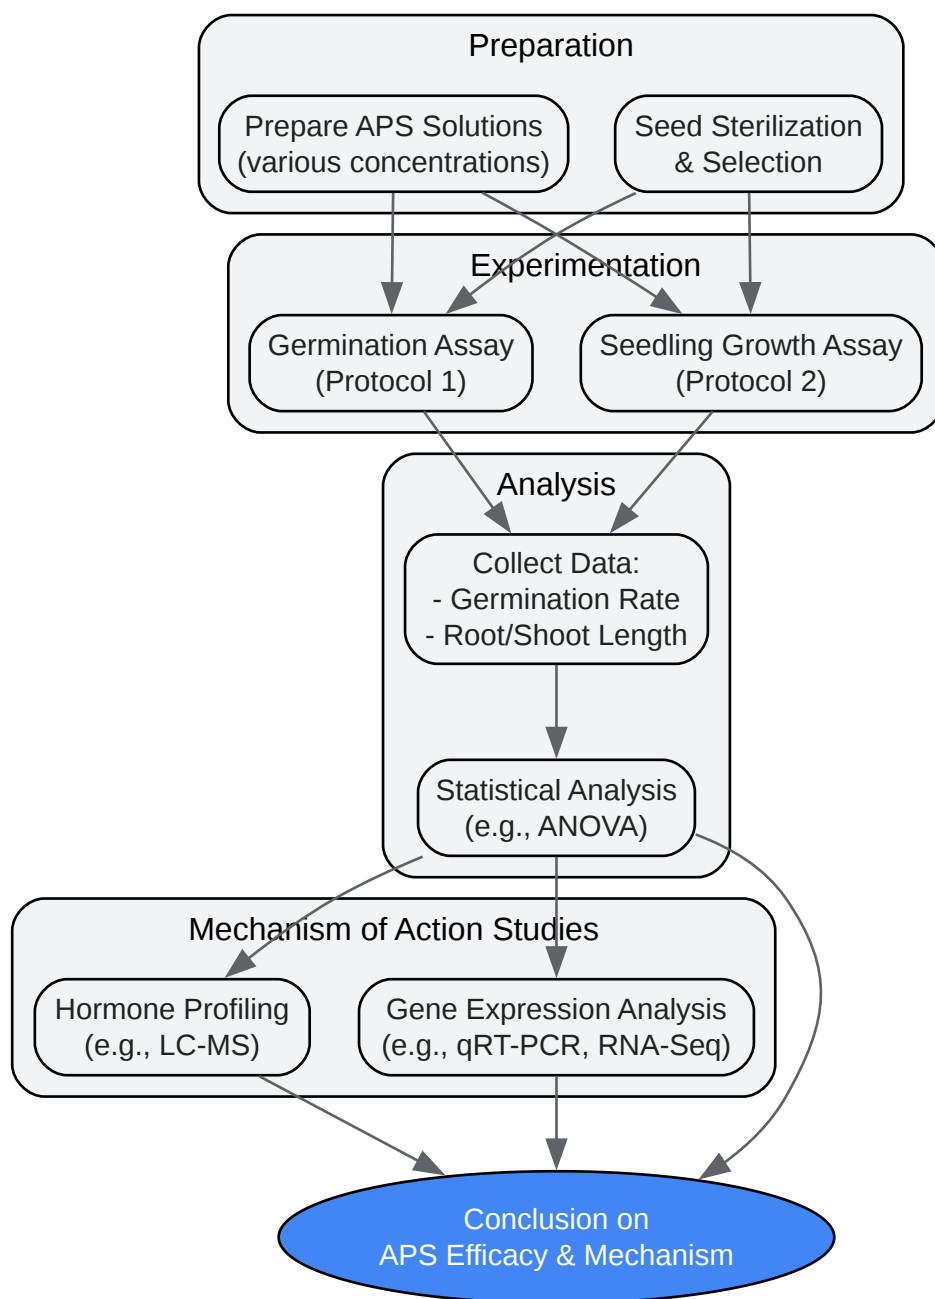 Preparation
Prepare APS Solutions
(various concentrations)
Seed Sterilization
& Selection
Experimentation
Germination Assay
(Protocol 1)
Seedling Growth Assay
(Protocol 2)
Analysis
Collect Data:
- Germination Rate
- Root/Shoot Length
Statistical Analysis
(e.g., ANOVA)
Mechanism of Action Studies
Hormone Profiling
(e.g., LC-MS)
Gene Expression Analysis
(e.g., qRT-PCR, RNA-Seq)
Conclusion on
APS Efficacy & Mechanism